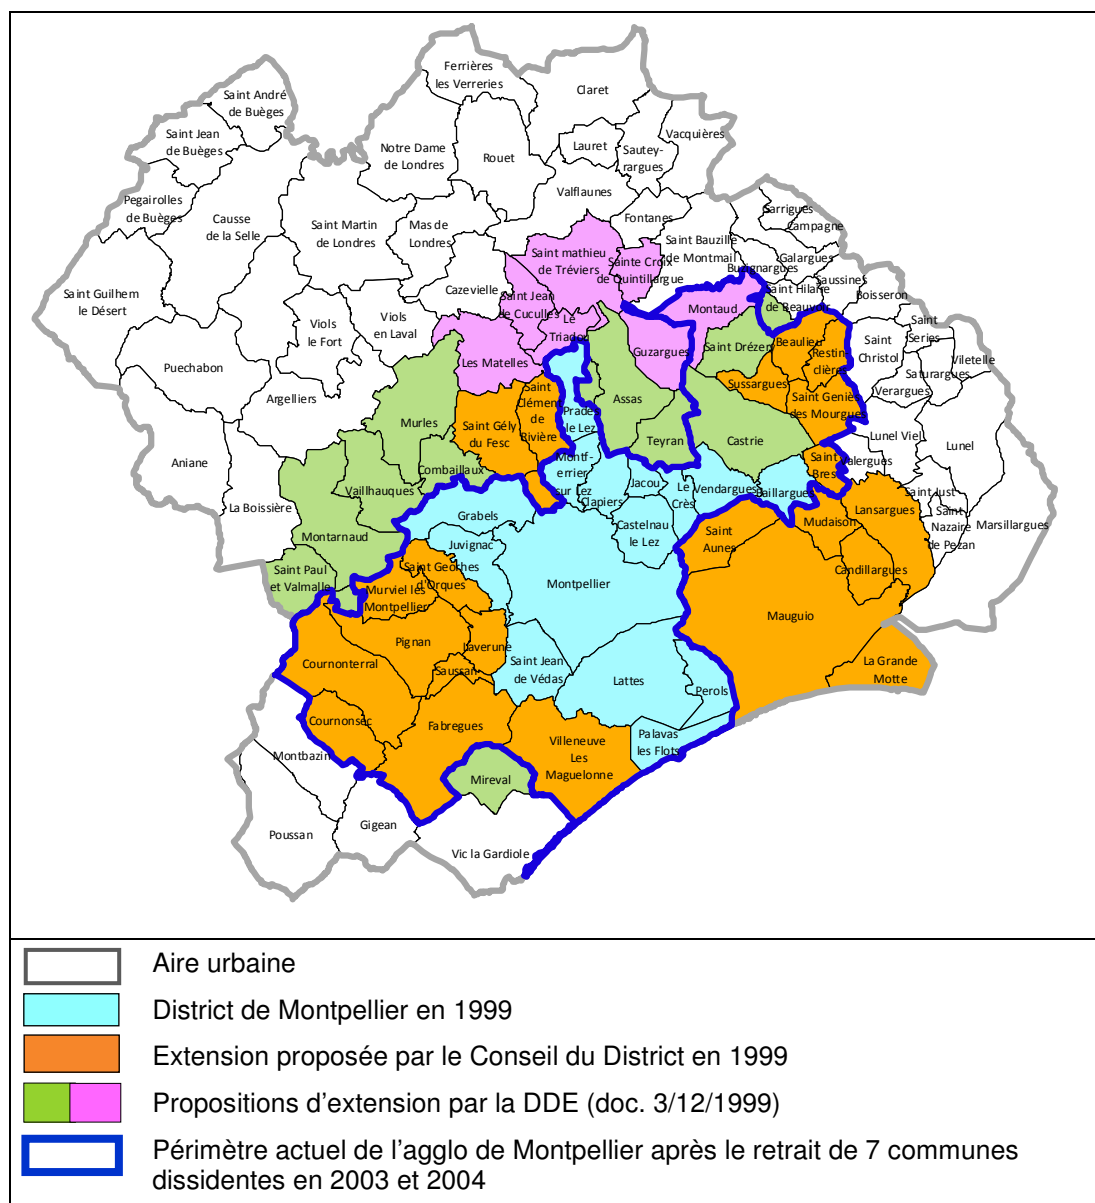 Ferrières
les Verreries
Claret
Saint André
de Buèges
Vacquières
Saint Jean
de Buèges
Notre Dame
de Londres
Rouet
Lauret
Sautey-
rargues
Valflaunes
Pegairolles
de Buèges
Causse
de la Selle
Saint Martin
de Londres
Mas de
Londres
Fontanes
Garrigues
Campagne
Saint Bauzille
de Montmail
Saint mathieu
de Tréviers
Sainte Croix
de Quintillargue
Galargues
Buzignargues
Saussines
Boisseron
Saint Guilhem
le Désert
Cazevielle
Saint Jean
de Cuculles
Saint Hilaire
de Beauvoir
Montaud
Viols
le Fort
Viols
en Laval
Le
Triadou
Guzargues
Saint Drézery
Beaulieu
Restin
clières
Saint
Christol
Saint
Series
Viletelle
Saturargues
Verargues
Puechabon
Les Matelles
Sussargues
Saint Geniès
des Mourgues
Argelliers
Murles
Saint Gély
du Fesc
Saint
Clément
de
Rivière
Prades
le Lez
Assas
Teyran
Castrie
Lunel Viel
Lunel
Valergues
Aniane
Combaillaux
Vailhauques
Montf-
errier
sur Lez
Clapiers
Jacou
Le
Crès
Vendargues
Baillargues
Saint
Bres
Lansargues
Saint Just
Saint
Nazaire
de Pezan
Marsillargues
La Boissière
Grabels
Castelnau
le Lez
Saint
Aunes
Mudaison
Candillargues
Montarnaud
Juvignac
Saint Georhes
d'Orques
Saint Paul
et Valmalle
Murviel lès
Montpellier
Montpellier
Mauguio
Pignan
Laverune
Cournonterral
Saussan
Saint Jean
de Védas
Lattes
Perols
La Grande
Motte
Cournonsec
Fabregues
Villeneuve
Les
Maguelonne
Palavas
les Flots
Montbazin
Mireval
Poussan
Gigean
Vic la Gardiole
Aire urbaine
District de Montpellier en 1999
Extension proposée par le Conseil du District en 1999
Propositions d'extension par la DDE (doc. 3/12/1999)
Périmètre actuel de l'agglo de Montpellier après le retrait de 7 communes
dissidentes en 2003 et 2004